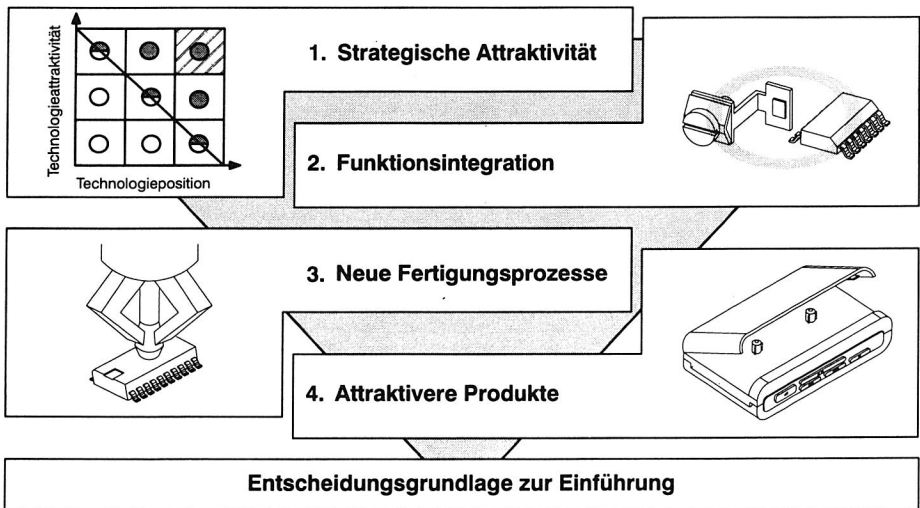 Technologieattraktivität
Technologieposition
1. Strategische Attraktivität
2. Funktionsintegration
3. Neue Fertigungsprozesse
4. Attraktivere Produkte
Entscheidungsgrundlage zur Einführung